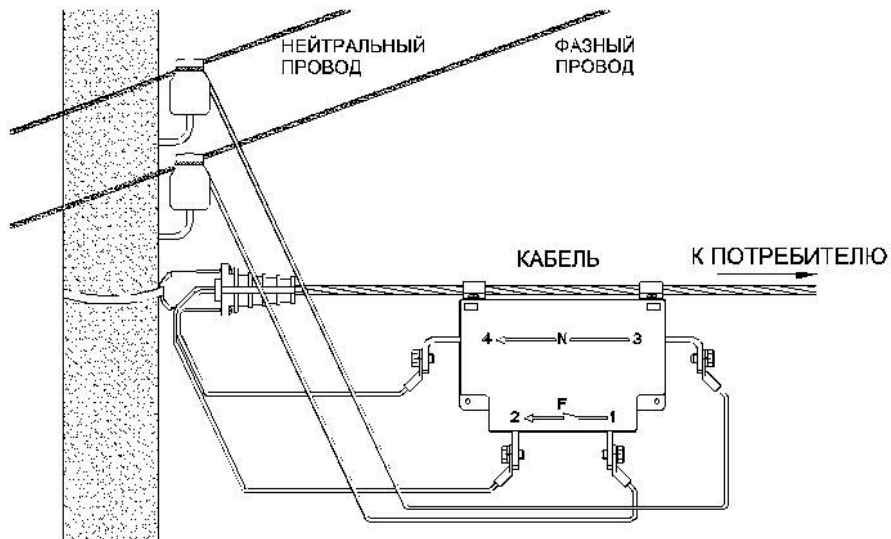 НЕЙТРАЛЬНЫЙ
ПРОВОД
ФАЗНЫЙ
ПРОВОД
КАБЕЛЬ
К ПОТРЕБИТЕЛЮ
4 N 3
F
2 1